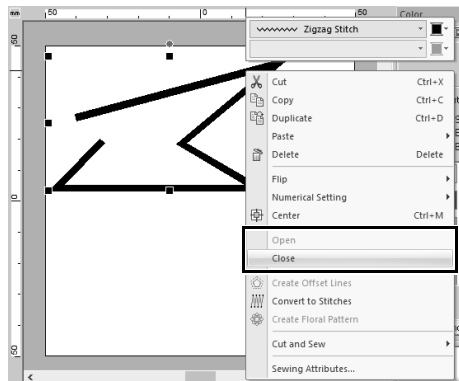 mm 50 0 50 Color
Zigzag Stitch
50
Cut Ctrl+X
Copy Ctrl+C
Duplicate Ctrl+D
Paste
Delete Delete
Flip
Numerical Setting
0
Center Ctrl+M
Open
Close
Create Offset Lines
Convert to Stitches
Create Floral Pattern
Cut and Sew
50
Sewing Attributes...